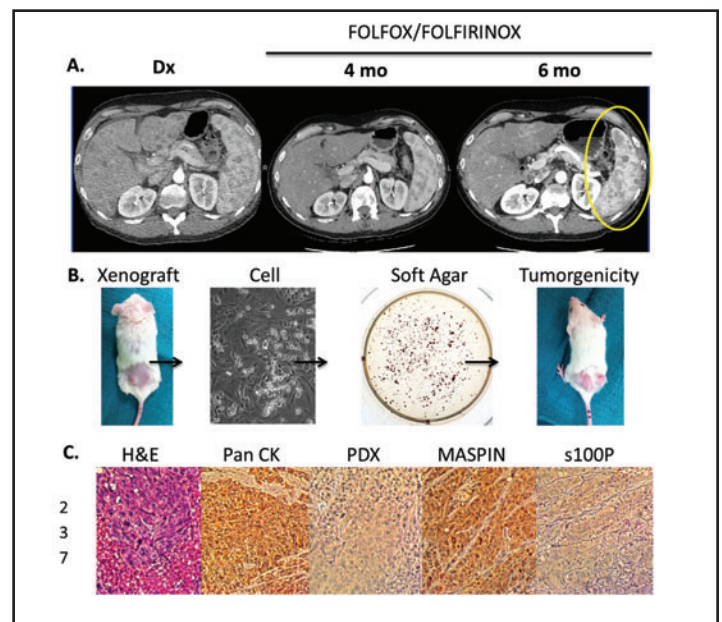 FOLFOX/FOLFIRINOX
A. Dx 4 mo 6 mo
B. Xenograft Cell Soft Agar Tumorgenicity
C. H&E Pan CK PDX MASPIN s100P
2
3
7